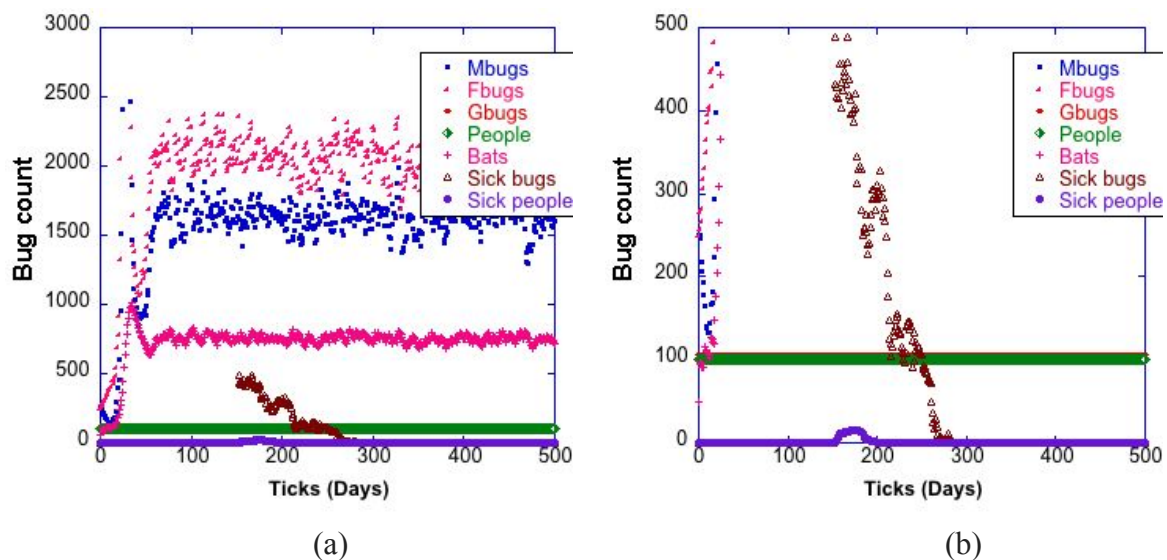 3000
2500
2000
1500
1000
500
0
Bug count
0 100 200 300 400 500
Ticks (Days)
Mbugs
Fbugs
Gbugs
People
Bats
Sick bugs
Sick people
(a)
500
400
300
200
100
0
Bug count
0 100 200 300 400 500
Ticks (Days)
Mbugs
Fbugs
Gbugs
People
Bats
Sick bugs
Sick people
(b)